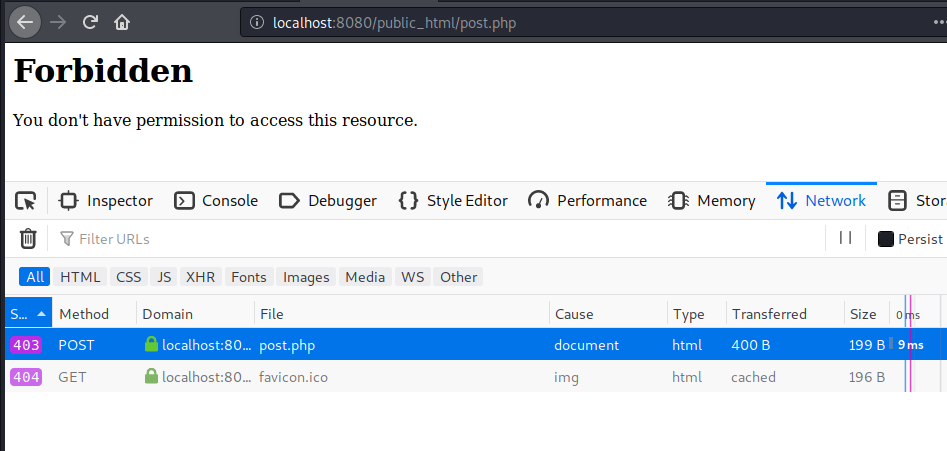 localhost:8080/public_html/post.php
Forbidden
You don't have permission to access this resource.
Inspector Console Debugger Style Editor Performance Memory Network Stor
Filter URLs Persist
All HTML CSS JS XHR Fonts Images Media WS Other
S... Method Domain File Cause Type Transferred Size 0 ms
403 POST localhost:80... post.php document html 400 B 199 B 9 ms
404 GET localhost:80... favicon.ico img html cached 196 B